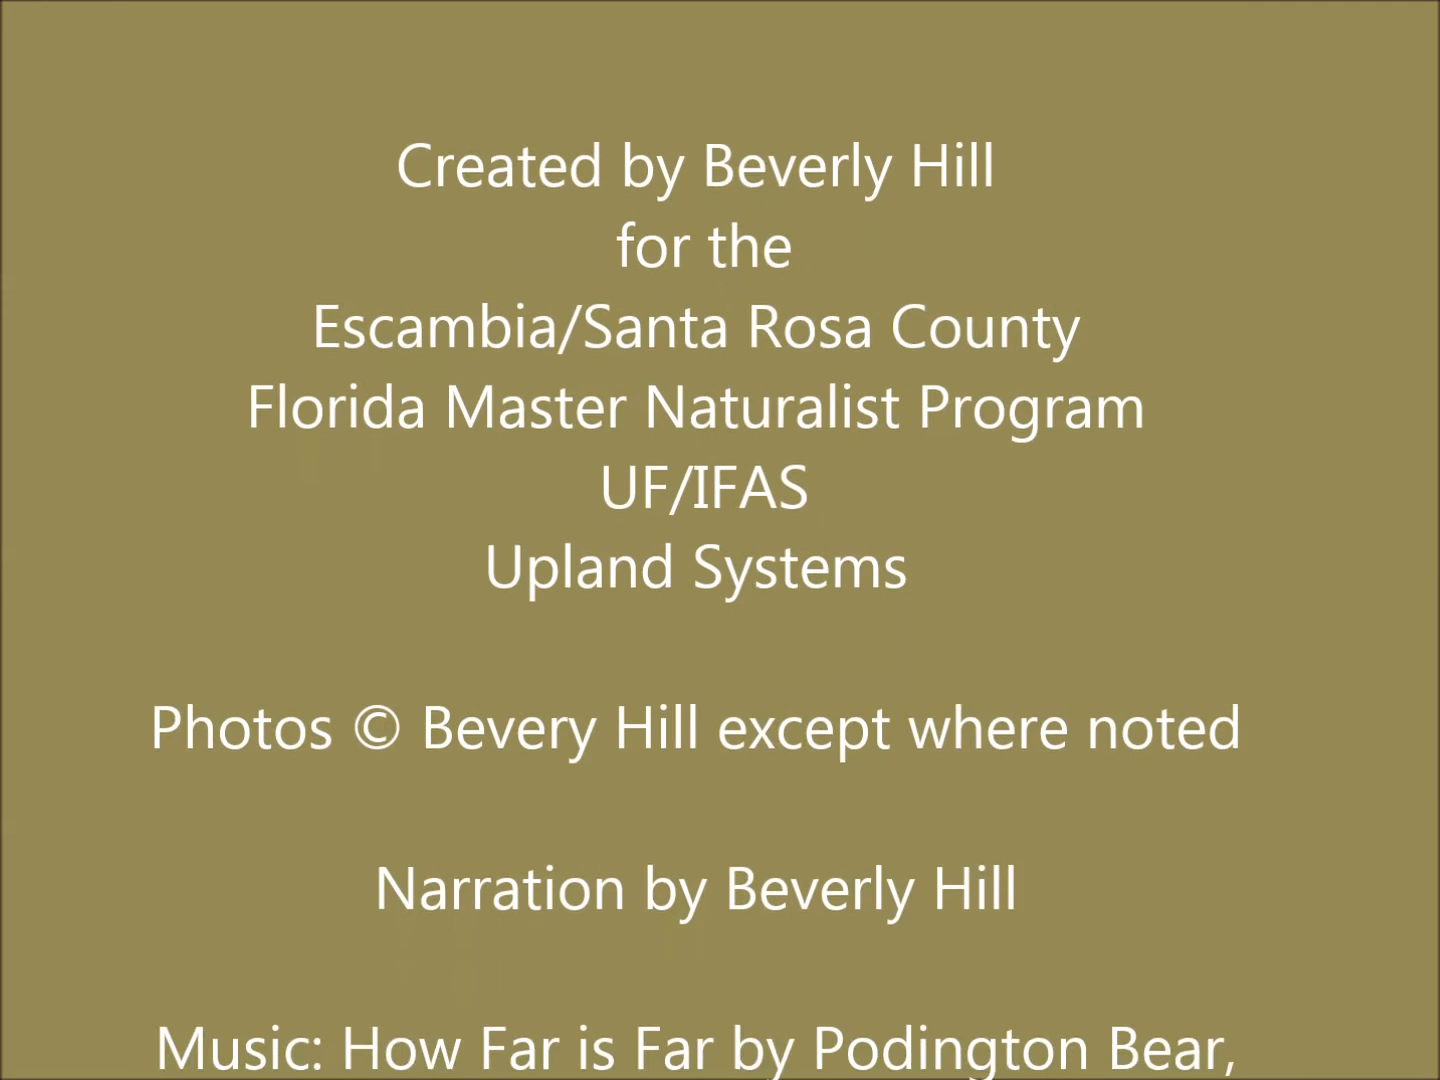 Created by Beverly Hill
for the
Escambia/Santa Rosa County
Florida Master Naturalist Program
UF/IFAS
Upland Systems
Photos © Bevery Hill except where noted
Narration by Beverly Hill
Music: How Far is Far by Podington Bear,